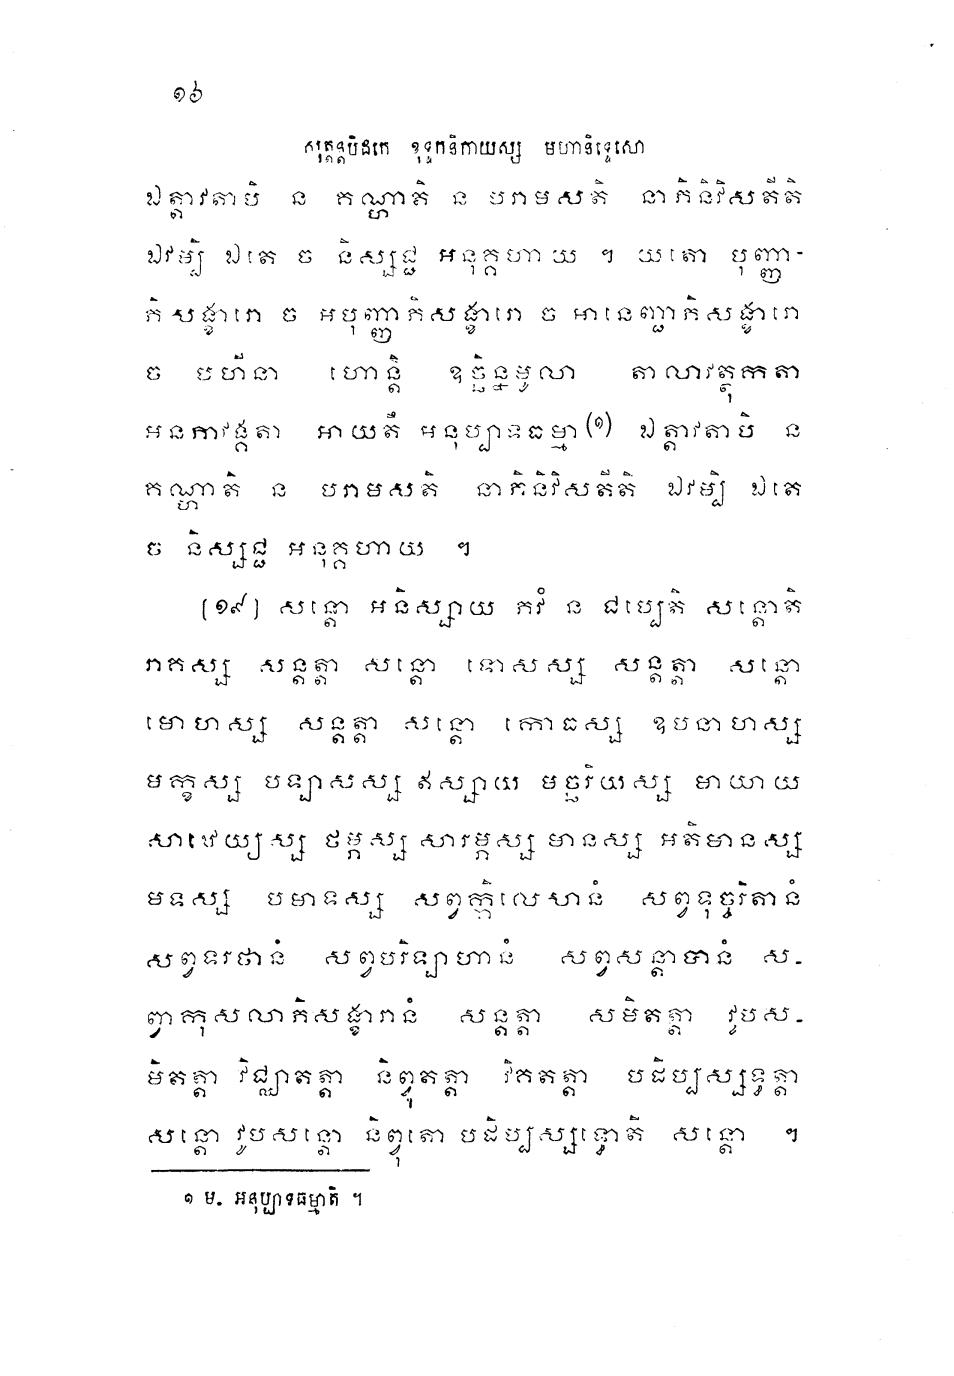 ១៦
សុត្តន្តបិដកេ ខុទ្ទកនិកាយស្ស មហានិទ្ទេសោ
ឯត្តាវតាបិ ន គណ្ហាតិ ន បរាមសតិ នាភិនិវិសតីតិ
ឯវម្បិ ឯតេ ច និស្សជ្ជ អនុគ្គហាយ ។ យតោ បុញ្ញា-
ភិសង្ខារោ ច អបុញ្ញាភិសង្ខារោ ច អានេញ្ជាភិសង្ខារោ
ច បហីនា ហោន្តិ ឧច្ឆិន្នមូលា តាលាវត្ថុកតា
អនភាវង្គតា អាយតឹ អនុប្បាទធម្មា(១) ឯត្តាវតាបិ ន
គណ្ហាតិ ន បរាមសតិ នាភិនិវិសតីតិ ឯវម្បិ ឯតេ
ច និស្សជ្ជ អនុគ្គហាយ ។
(១៩) សន្តោ អនិស្សាយ ភវំ ន ជប្បេតិ សន្តោតិ
រាគស្ស សន្តត្តា សន្តោ ទោសស្ស សន្តត្តា សន្តោ
មោហស្ស សន្តត្តា សន្តោ កោធស្ស ឧបនាហស្ស
មក្ខស្ស បឡាសស្ស ឥស្សាយ មច្ឆរិយស្ស មាយាយ
សាឋេយ្យស្ស ថម្ភស្ស សារម្ភស្ស មានស្ស អតិមានស្ស
មទស្ស បមាទស្ស សព្វក្កិលេសានំ សព្វទុច្ចរិតានំ
សព្វទរថានំ សព្វបរិឡាហានំ សព្វសន្តាបានំ ស-
ព្វាកុសលាភិសង្ខារានំ សន្តត្តា សមិតត្តា វូបស-
មិតត្តា វិជ្ឈាតត្តា និព្វុតត្តា វិគតត្តា បដិប្បស្សទ្ធត្តា
សន្តោ វូបសន្តោ និព្វុតោ បដិប្បស្សទ្ធោតិ សន្តោ ។
១ ម. អនុប្បាទធម្មាតិ ។